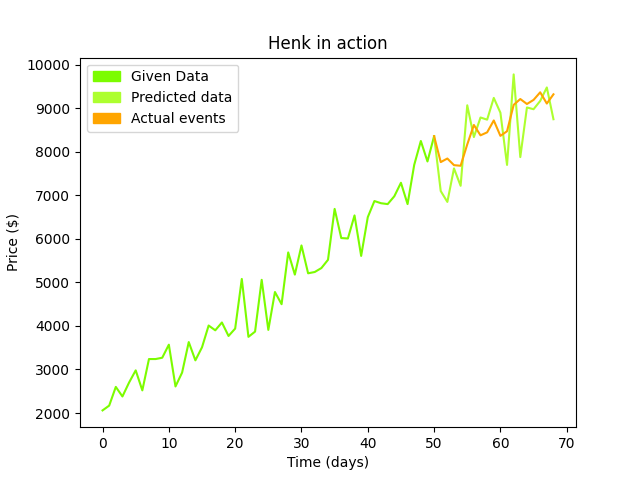 Henk in action
Given Data
Predicted data
Actual events
10000
9000
8000
7000
6000
5000
4000
3000
2000
Price ($)
0 10 20 30 40 50 60 70
Time (days)